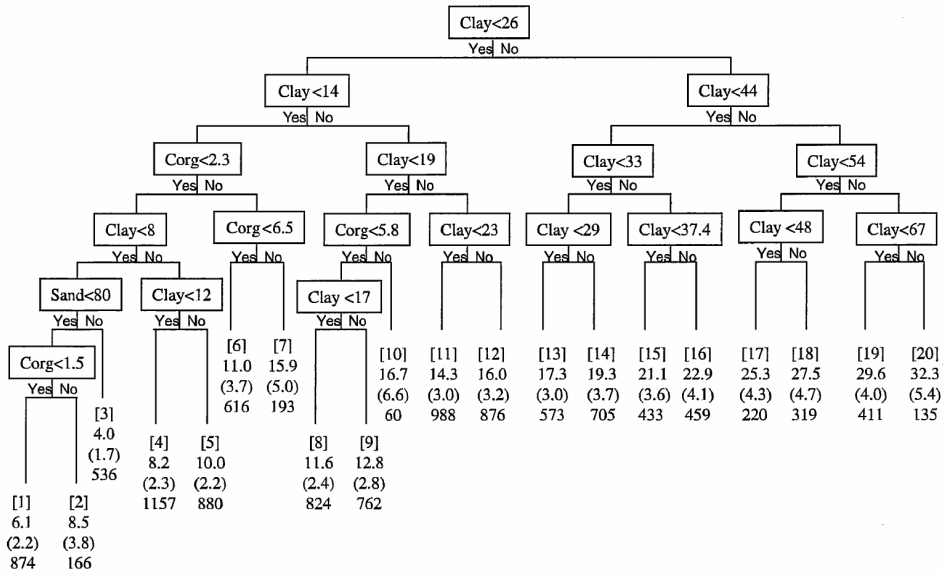 Clay<26
Yes No
Clay<14
Clay<44
Yes No
Yes No
Corg<2.3
Clay<19
Clay<33
Clay<54
Yes No
Yes No
Yes No
Yes No
Clay<8
Corg<6.5
Corg<5.8
Clay<23
Clay <29
Clay<37.4
Clay <48
Clay<67
Yes No
Yes No
Yes No
Yes No
Yes No
Yes No
Yes No
Yes No
Sand<80
Clay<12
Clay <17
Yes No
Yes No
Yes No
Corg<1.5
Yes No
[1]
6.1
(2.2)
874
[2]
8.5
(3.8)
166
[3]
4.0
(1.7)
536
[4]
8.2
(2.3)
1157
[5]
10.0
(2.2)
880
[6]
11.0
(3.7)
616
[7]
15.9
(5.0)
193
[8]
11.6
(2.4)
824
[9]
12.8
(2.8)
762
[10]
16.7
(6.6)
60
[11]
14.3
(3.0)
988
[12]
16.0
(3.2)
876
[13]
17.3
(3.0)
573
[14]
19.3
(3.7)
705
[15]
21.1
(3.6)
433
[16]
22.9
(4.1)
459
[17]
25.3
(4.3)
220
[18]
27.5
(4.7)
319
[19]
29.6
(4.0)
411
[20]
32.3
(5.4)
135